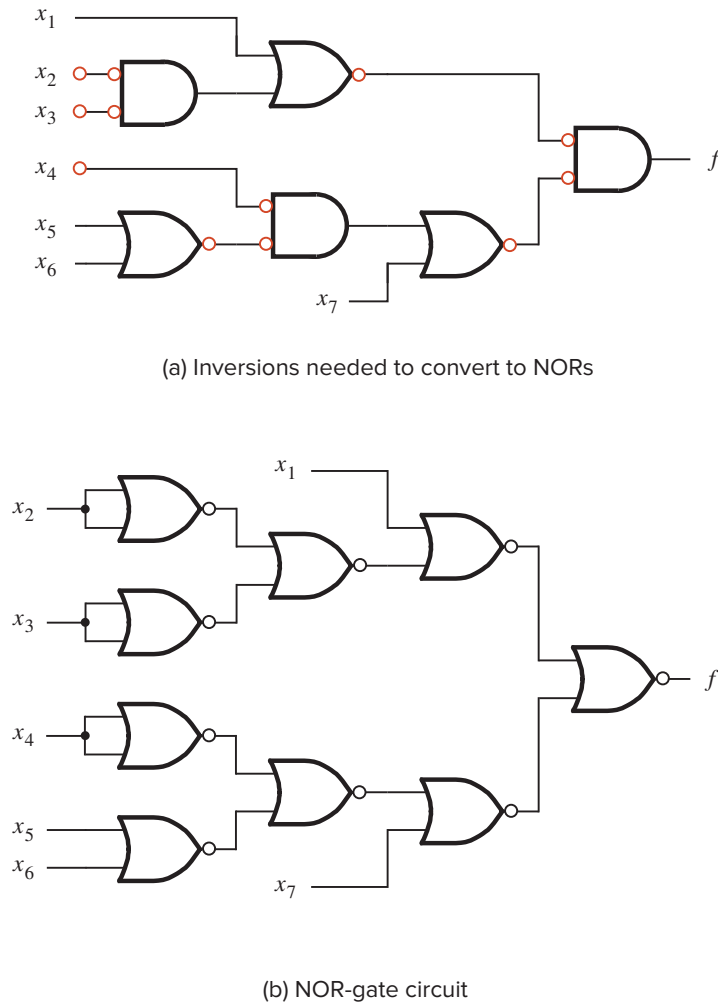 x1
x2
x3
x4
x5
x6
x7
f
(a) Inversions needed to convert to NORs
x1
x2
x3
x4
x5
x6
x7
f
(b) NOR-gate circuit